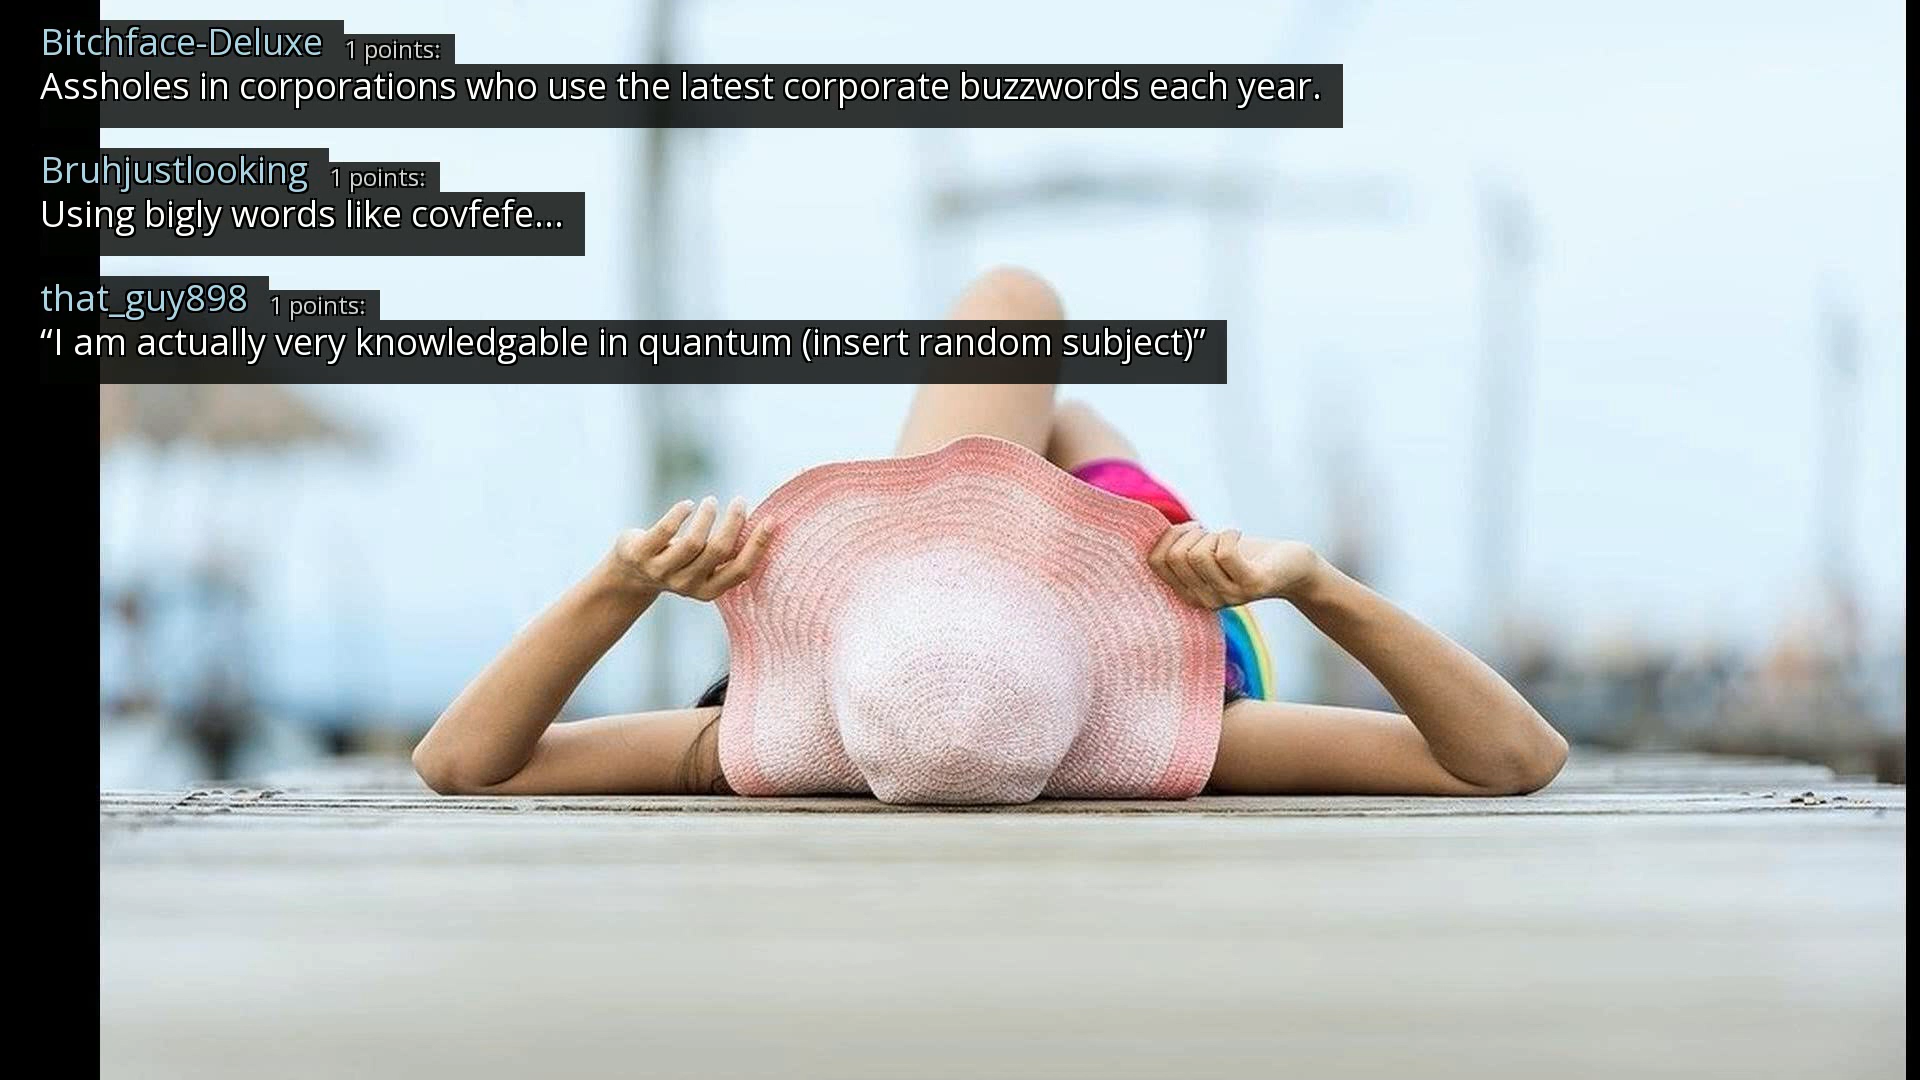 Bitchface-Deluxe 1 points:
Assholes in corporations who use the latest corporate buzzwords each year.
Bruhjustlooking 1 points:
Using bigly words like covfefe...
that_guy898 1 points:
“I am actually very knowledgable in quantum (insert random subject)”